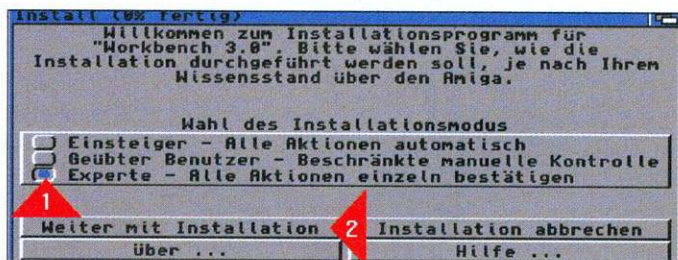 Install (0% fertig)
Willkommen zum Installationsprogramm für
"Workbench 3.0". Bitte wählen Sie, wie die
Installation durchgeführt werden soll, je nach Ihrem
Wissensstand über den Amiga.
Wahl des Installationsmodus
Einsteiger - Alle Aktionen automatisch
Geübter Benutzer - Beschränkte manuelle Kontrolle
Experte - Alle Aktionen einzeln bestätigen
1
Weiter mit Installation 2 Installation abbrechen
Über ... Hilfe ...